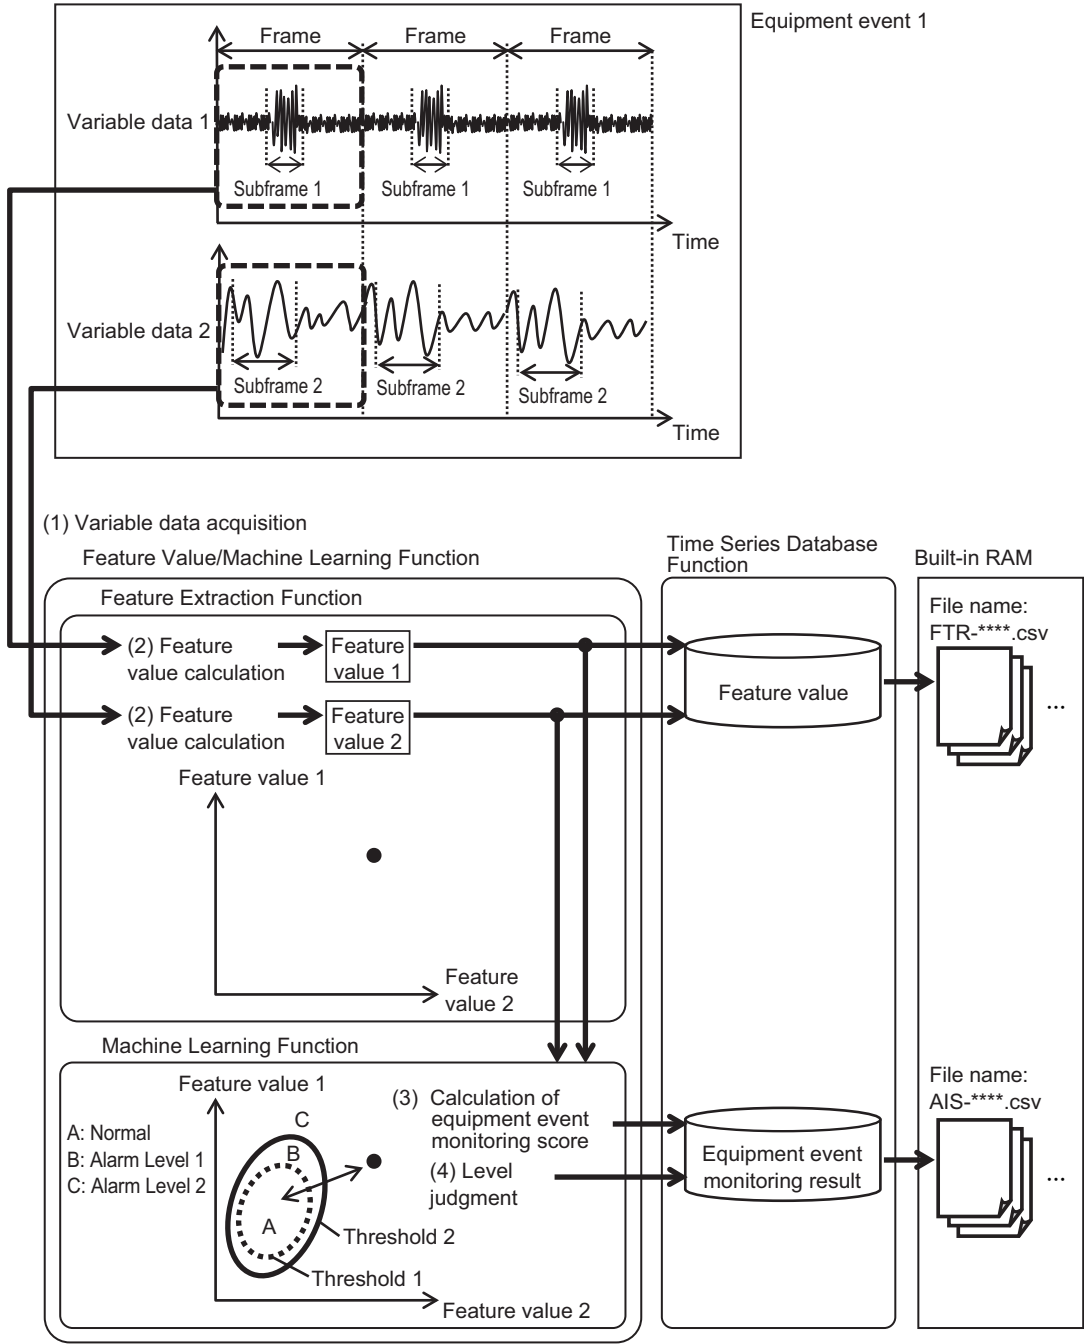 Equipment event 1
Frame
Frame
Frame
Variable data 1
Subframe 1
Subframe 1
Subframe 1
Time
Variable data 2
Subframe 2
Subframe 2
Subframe 2
Time
(1) Variable data acquisition
Feature Value/Machine Learning Function
Time Series Database
Function
Built-in RAM
Feature Extraction Function
(2) Feature
value calculation
Feature
value 1
(2) Feature
value calculation
Feature
value 2
Feature value
File name:
FTR-****.csv
...
Feature value 1
Feature
value 2
Machine Learning Function
Feature value 1
A: Normal
B: Alarm Level 1
C: Alarm Level 2
C
B
A
Threshold 2
Threshold 1
Feature value 2
(3) Calculation of
equipment event
monitoring score
(4) Level
judgment
Equipment event
monitoring result
File name:
AIS-****.csv
...